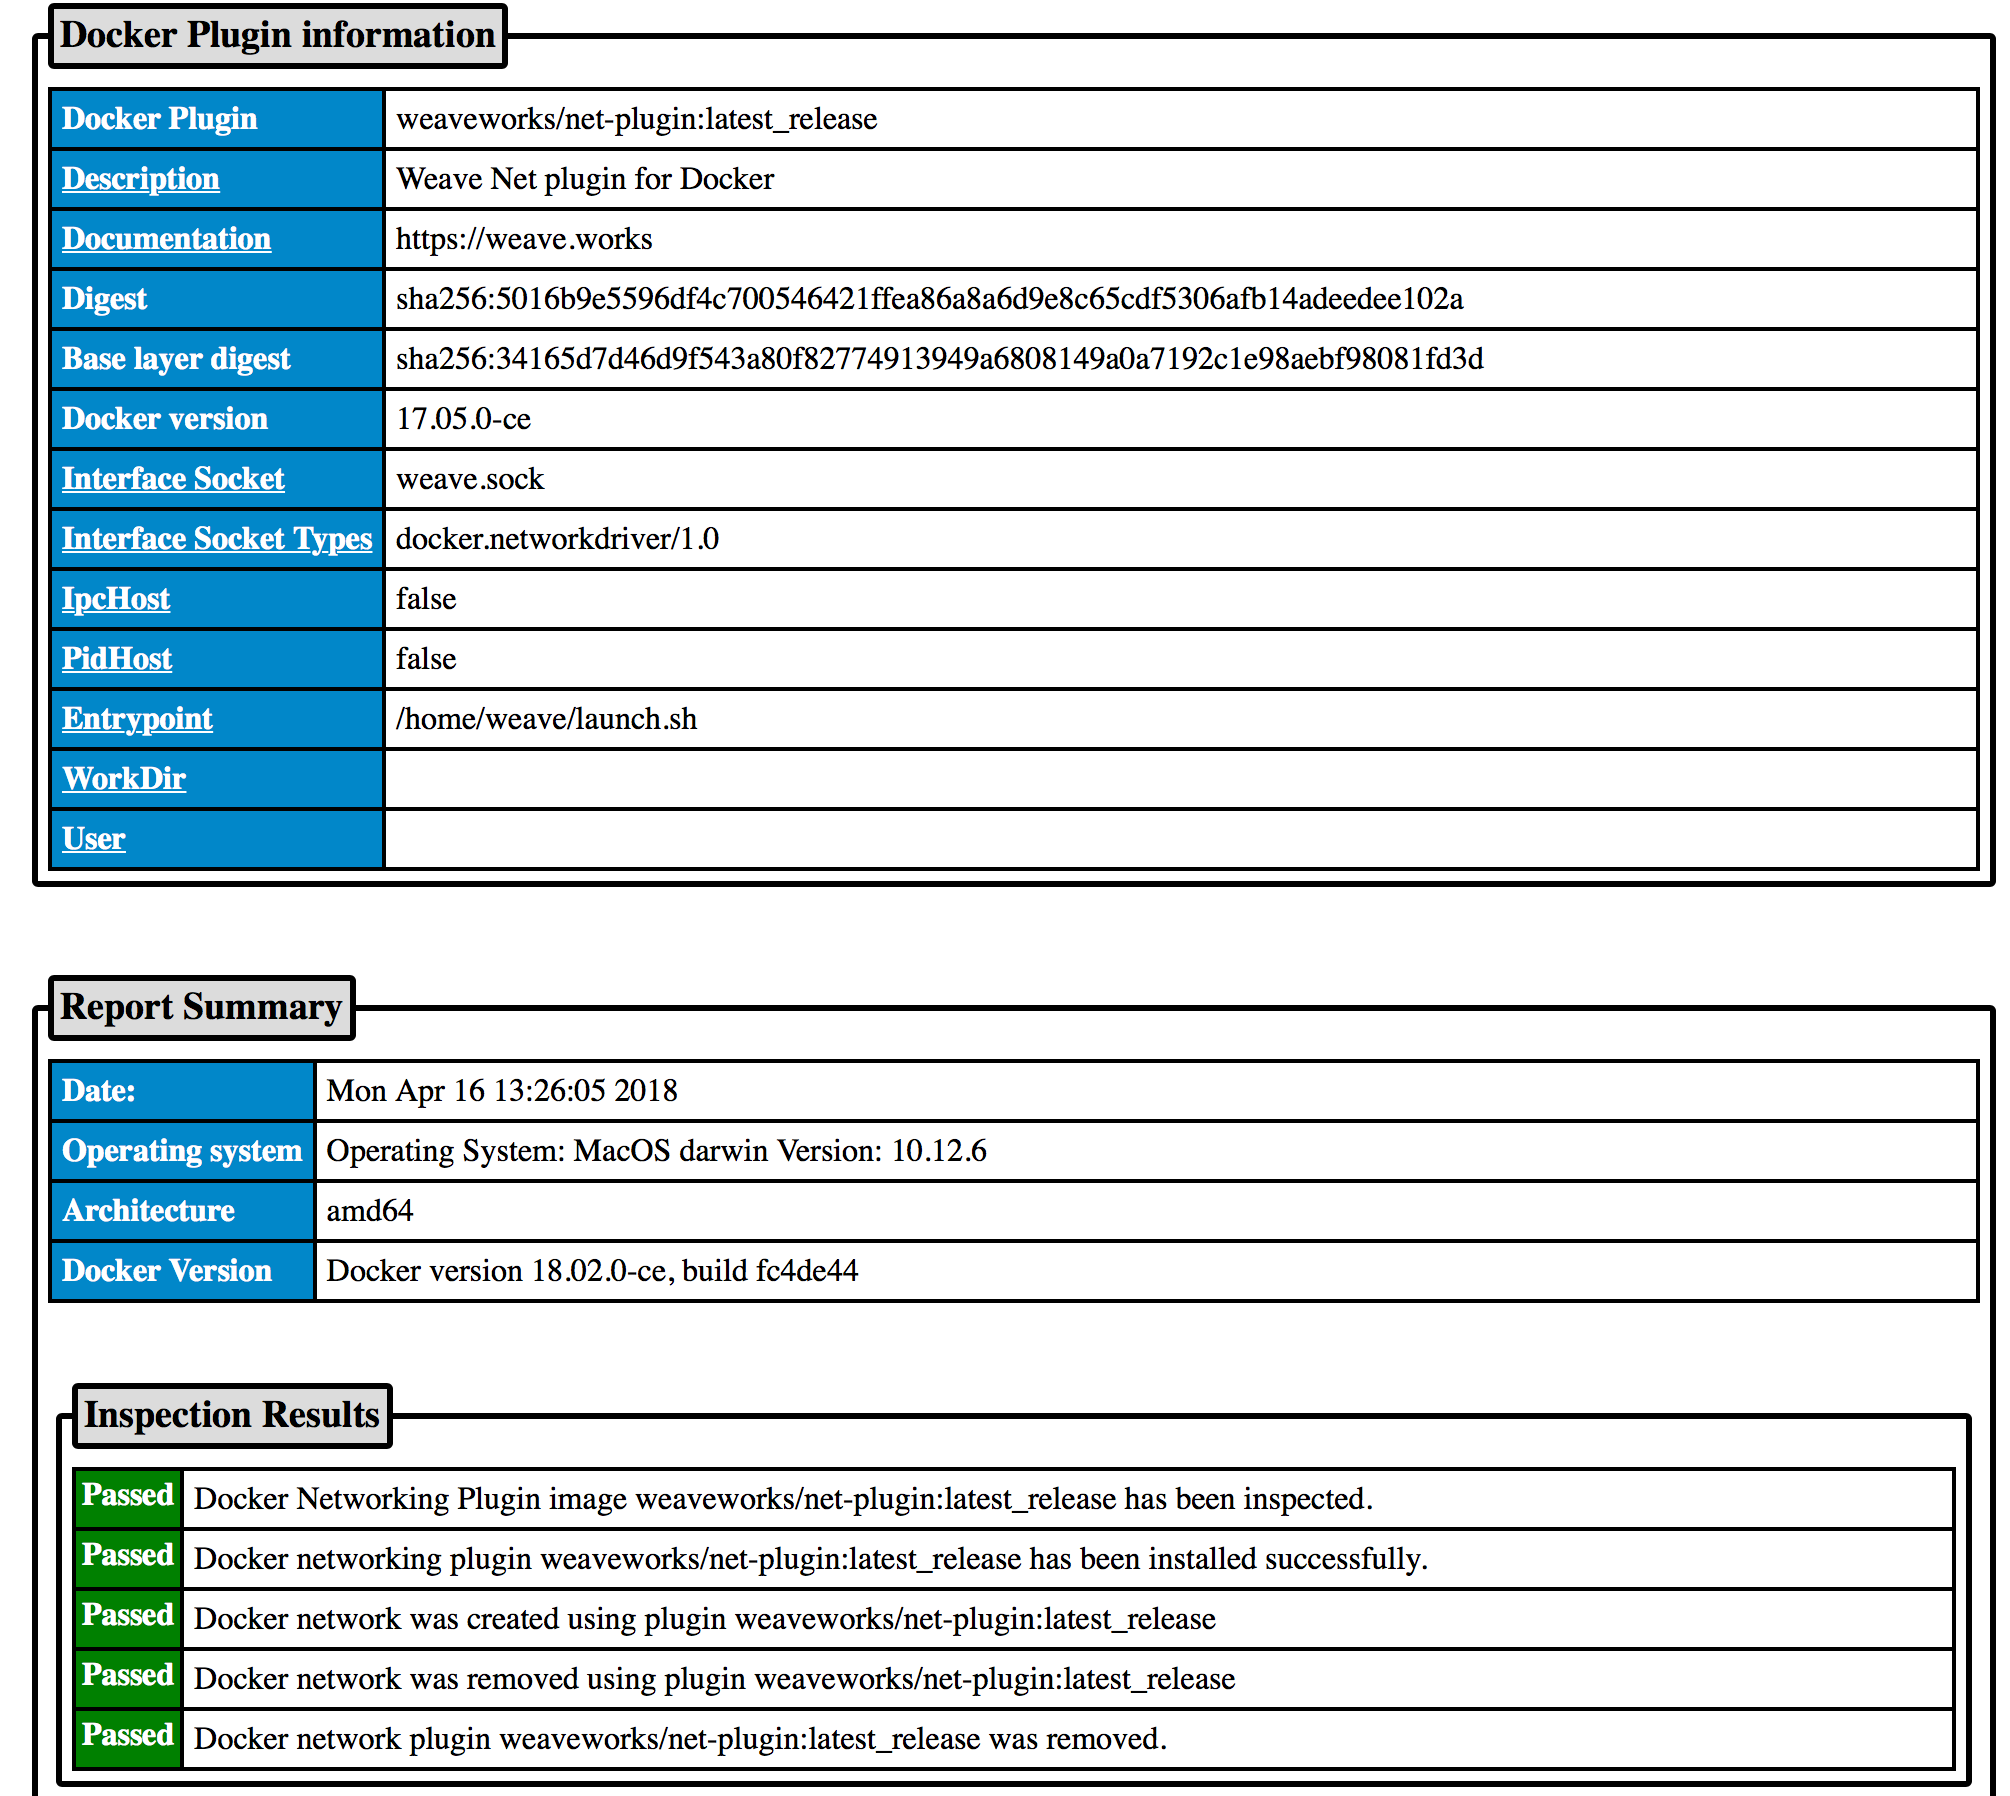 Docker Plugin information
Docker Plugin weaveworks/net-plugin:latest_release
Description Weave Net plugin for Docker
Documentation https://weave.works
Digest sha256:5016b9e5596df4c700546421ffea86a8a6d9e8c65cdf5306afb14adeedee102a
Base layer digest sha256:34165d7d46d9f543a80f82774913949a6808149a0a7192c1e98aebf98081fd3d
Docker version 17.05.0-ce
Interface Socket weave.sock
Interface Socket Types docker.networkdriver/1.0
IpcHost false
PidHost false
Entrypoint /home/weave/launch.sh
WorkDir
User
Report Summary
Date: Mon Apr 16 13:26:05 2018
Operating system Operating System: MacOS darwin Version: 10.12.6
Architecture amd64
Docker Version Docker version 18.02.0-ce, build fc4de44
Inspection Results
Passed Docker Networking Plugin image weaveworks/net-plugin:latest_release has been inspected.
Passed Docker networking plugin weaveworks/net-plugin:latest_release has been installed successfully.
Passed Docker network was created using plugin weaveworks/net-plugin:latest_release
Passed Docker network was removed using plugin weaveworks/net-plugin:latest_release
Passed Docker network plugin weaveworks/net-plugin:latest_release was removed.